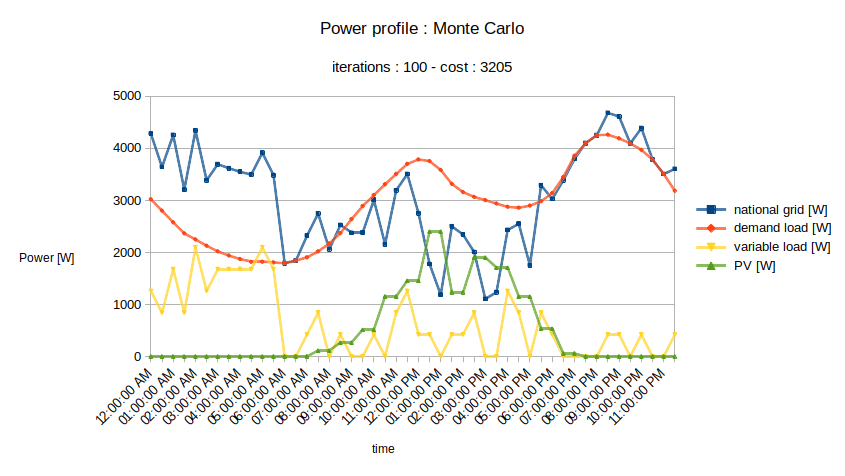 Power profile : Monte Carlo
iterations : 100 - cost : 3205
5000
4000
3000
2000
1000
0
Power [W]
12:00:00 AM
01:00:00 AM
02:00:00 AM
03:00:00 AM
04:00:00 AM
05:00:00 AM
06:00:00 AM
07:00:00 AM
08:00:00 AM
09:00:00 AM
10:00:00 AM
11:00:00 AM
12:00:00 PM
01:00:00 PM
02:00:00 PM
03:00:00 PM
04:00:00 PM
05:00:00 PM
06:00:00 PM
07:00:00 PM
08:00:00 PM
09:00:00 PM
10:00:00 PM
11:00:00 PM
time
national grid [W]
demand load [W]
variable load [W]
PV [W]